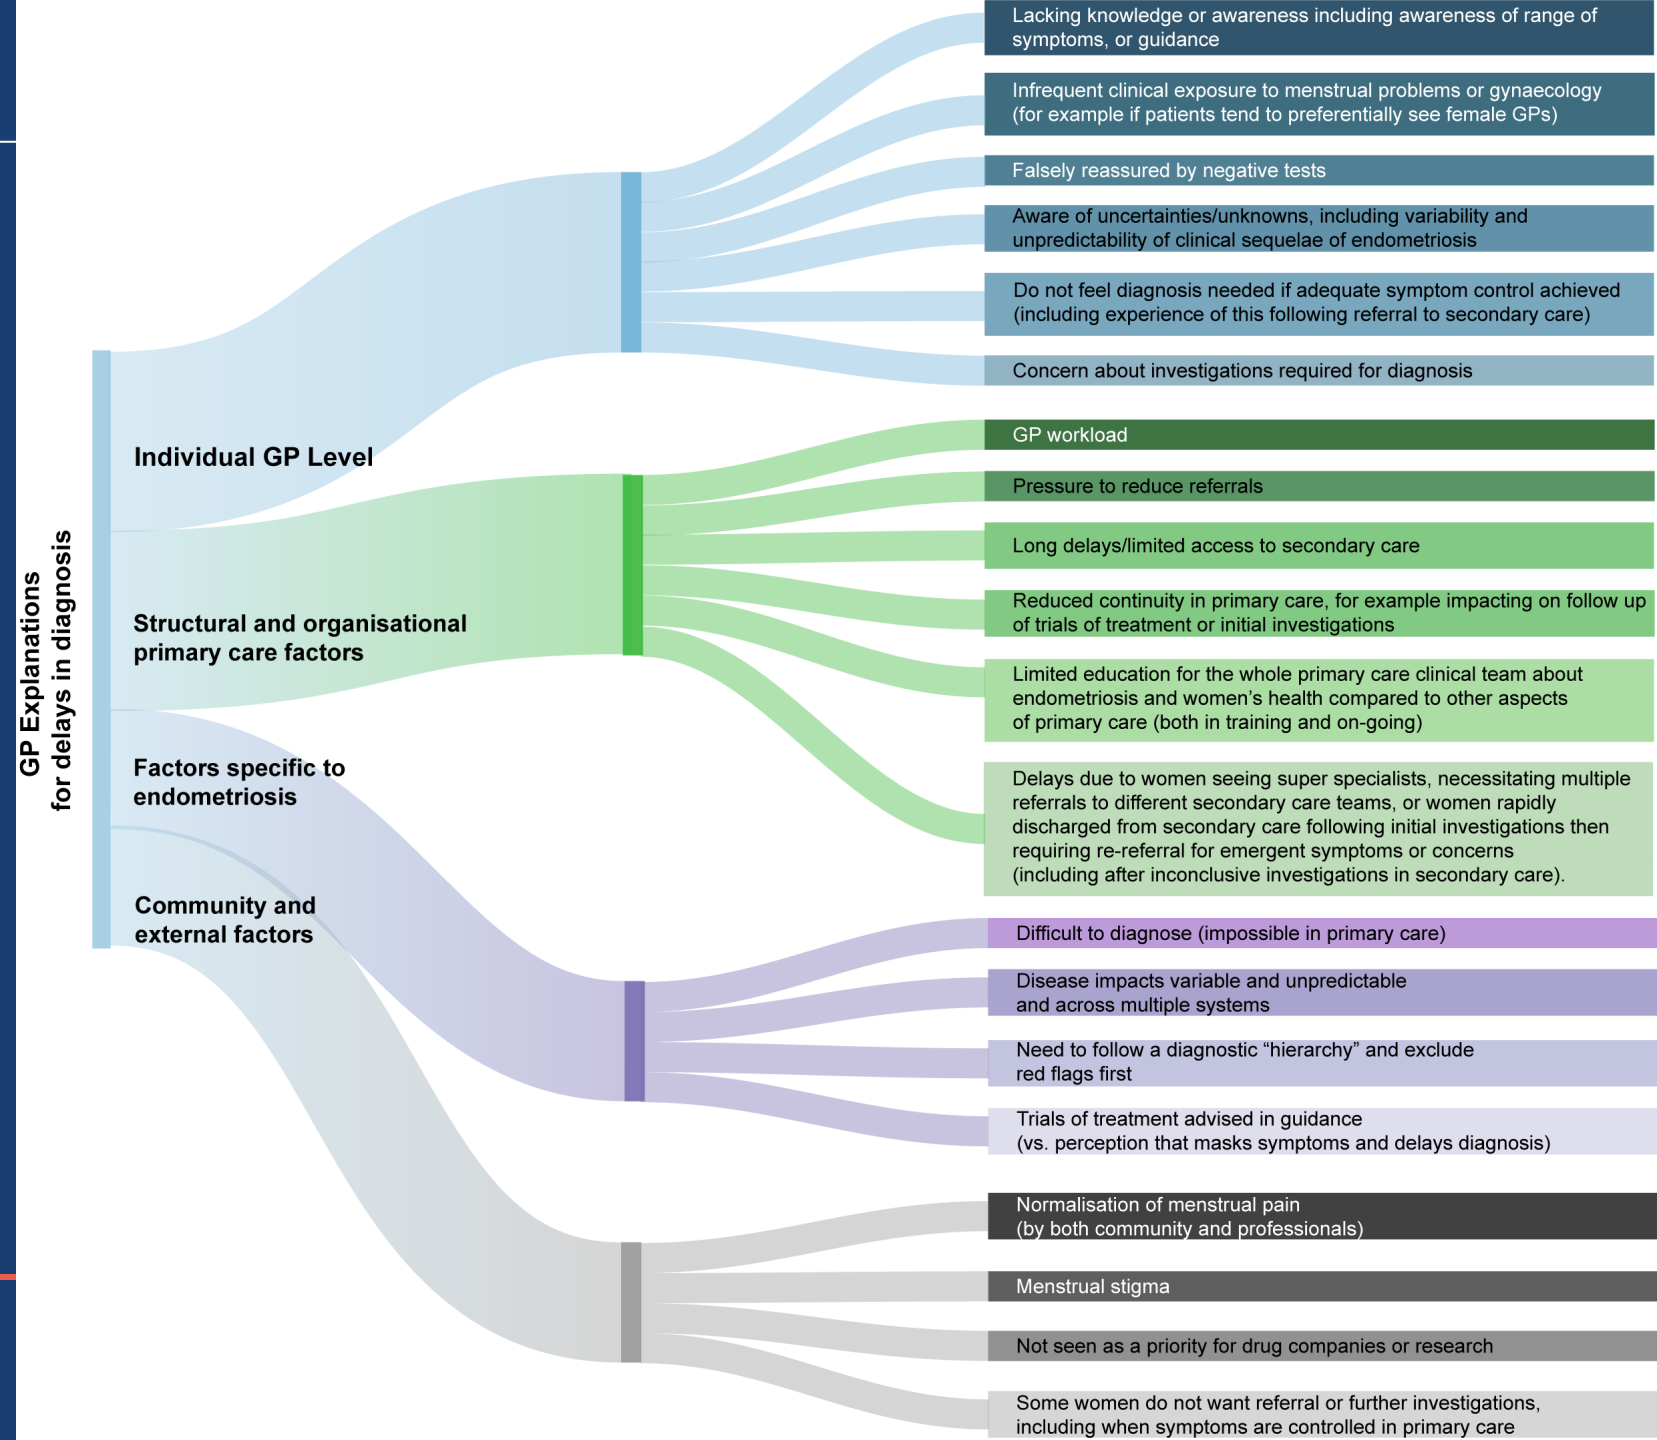 GP Explanations
for delays in diagnosis
Individual GP Level
Structural and organisational
primary care factors
Factors specific to
endometriosis
Community and
external factors
Lacking knowledge or awareness including awareness of range of
symptoms, or guidance
Infrequent clinical exposure to menstrual problems or gynaecology
(for example if patients tend to preferentially see female GPs)
Falsely reassured by negative tests
Aware of uncertainties/unknowns, including variability and
unpredictability of clinical sequelae of endometriosis
Do not feel diagnosis needed if adequate symptom control achieved
(including experience of this following referral to secondary care)
Concern about investigations required for diagnosis
GP workload
Pressure to reduce referrals
Long delays/limited access to secondary care
Reduced continuity in primary care, for example impacting on follow up
of trials of treatment or initial investigations
Limited education for the whole primary care clinical team about
endometriosis and women’s health compared to other aspects
of primary care (both in training and on-going)
Delays due to women seeing super specialists, necessitating multiple
referrals to different secondary care teams, or women rapidly
discharged from secondary care following initial investigations then
requiring re-referral for emergent symptoms or concerns
(including after inconclusive investigations in secondary care).
Difficult to diagnose (impossible in primary care)
Disease impacts variable and unpredictable
and across multiple systems
Need to follow a diagnostic “hierarchy” and exclude
red flags first
Trials of treatment advised in guidance
(vs. perception that masks symptoms and delays diagnosis)
Normalisation of menstrual pain
(by both community and professionals)
Menstrual stigma
Not seen as a priority for drug companies or research
Some women do not want referral or further investigations,
including when symptoms are controlled in primary care